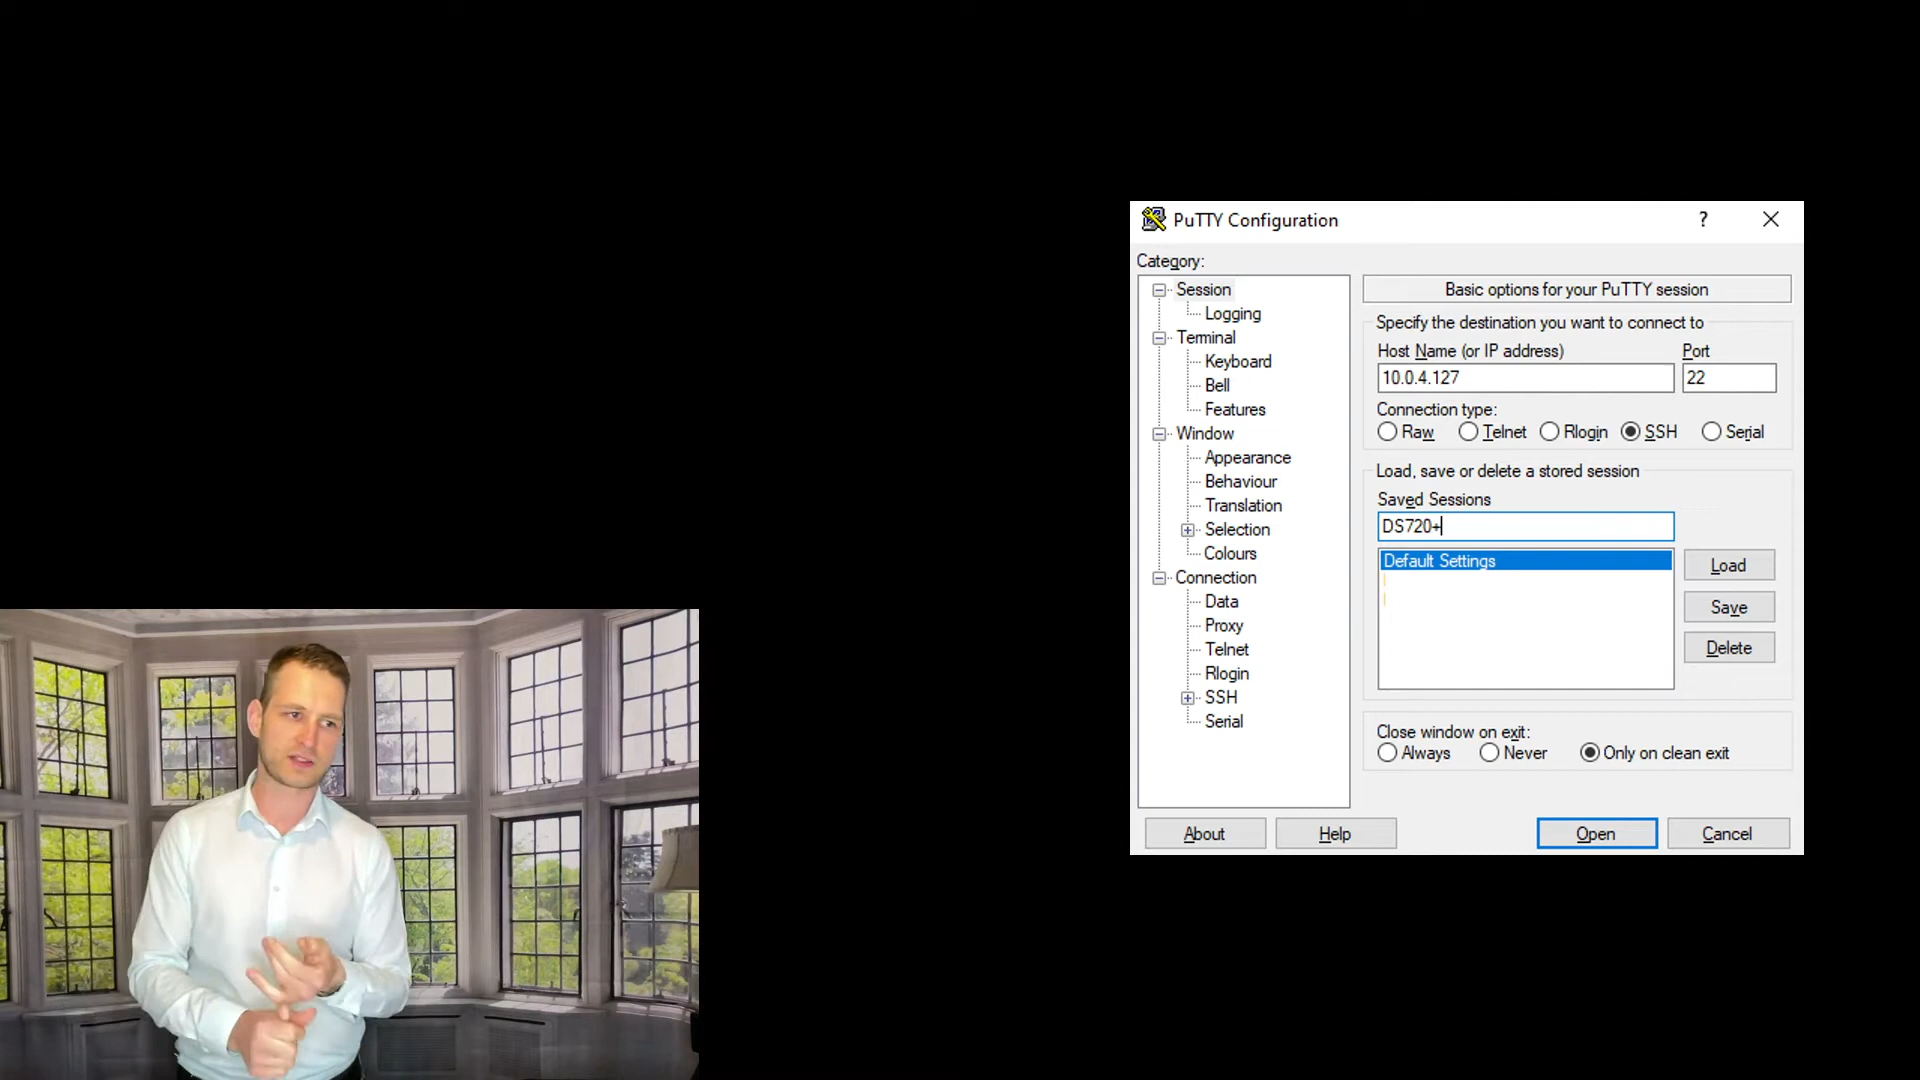 PuTTY Configuration
?
Category:
Session
Logging
Terminal
Keyboard
Bell
Features
Window
Appearance
Behaviour
Translation
Selection
Colours
Connection
Data
Proxy
Telnet
Rlogin
SSH
Serial
Basic options for your PuTTY session
Specify the destination you want to connect to
Host Name (or IP address) Port
10.0.4.127 22
Connection type:
Raw Telnet Rlogin SSH Serial
Load, save or delete a stored session
Saved Sessions
DS720+
Default Settings
Load
Save
Delete
Close window on exit:
Always Never Only on clean exit
About Help Open Cancel